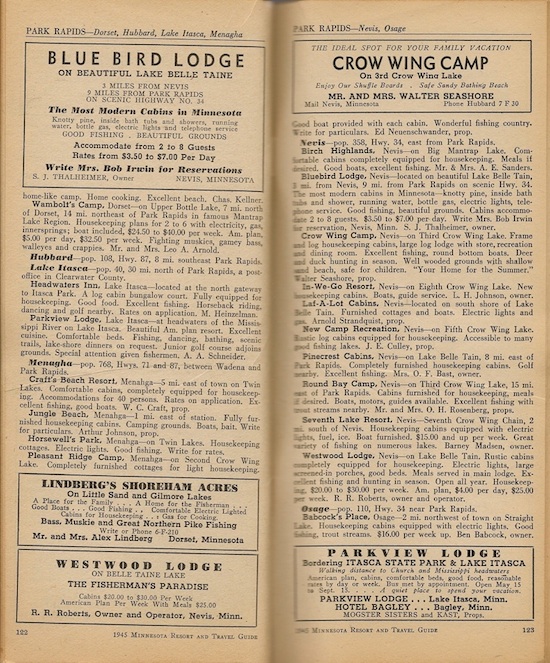 PARK RAPIDS—Dorset, Hubbard, Lake Itasca, Menagha
BLUE BIRD LODGE
ON BEAUTIFUL LAKE BELLE TAINE
3 MILES FROM NEVIS
9 MILES FROM PARK RAPIDS
ON SCENIC HIGHWAY NO. 34
The Most Modern Cabins in Minnesota
Knotty pine, inside bath tubs and showers, running
water, bottle gas, electric lights and telephone service
GOOD FISHING . BEAUTIFUL GROUNDS
Accommodate from 2 to 8 Guests
Rates from $3.50 to $7.00 Per Day
Write Mrs. Bob Irwin for Reservations
S. J. THALHEIMER, Owner NEVIS, MINNESOTA
home-like camp. Home cooking. Excellent beach. Chas. Kellner.
Wambolt's Camp, Dorset—on Upper Bottle Lake, 7 mi. north
of Dorset, 14 mi. northeast of Park Rapids in famous Mantrap
Lake Region. Housekeeping plan for 2 to 6 with electricity, gas,
innersprings; boat included, $24.50 to $40.00 per week. Am. plan,
$5.00 per day, $32.50 per week. Fighting muskies, gamey bass,
walleyes and crappies. Mr. and Mrs. Leo A. Arnold.
Hubbard—pop. 108, Hwy. 87, 8 mi. southeast Park Rapids.
Lake Itasca—pop. 40, 30 mi. north of Park Rapids, a post-
office in Clearwater County.
Headwaters Inn, Lake Itasca—located at the north gateway
to Itasca Park. A log cabin bungalow court. Fully equipped for
housekeeping. Good food. Excellent fishing. Horseback riding,
dancing and golf nearby. Rates on application. M. Heinzelman.
Parkview Lodge, Lake Itasca—at headwaters of the Missis-
sippi River on Lake Itasca. Beautiful Am. plan resort. Excellent
cuisine. Comfortable beds. Fishing, dancing, bathing, scenic
trails, lake-shore dinners on request. Junior golf course adjoins
grounds. Special attention given fishermen. A. A. Schneider.
Menagha—pop. 768, Hwys. 71 and 87, between Wadena and
Park Rapids.
Craft's Beach Resort, Menahga—5 mi. east of town on Twin
Lakes. Comfortable cabins, completely equipped for housekeep-
ing. Accommodations for 40 persons. Rates on application. Ex-
cellent fishing, good boats. W. C. Craft, prop.
Jungle Beach, Menahga—1 mi. east of station. Fully fur-
nished housekeeping cabins. Camping grounds. Boats, bait. Write
for particulars. Arthur Johnson, prop.
Horsewell's Park, Menahga—on Twin Lakes. Housekeeping
cottages. Electric lights. Good fishing. Write for rates.
Pleasant Ridge Camp, Menahga—on Second Crow Wing
Lake. Completely furnished cottages for light housekeeping.
LINDBERG'S SHOREHAM ACRES
On Little Sand and Gilmore Lakes
A Place for the Family . . . A Home for the Fisherman . . .
Good Boats . . . Good Fishing . . Comfortable Electric Lighted
Cabins for Housekeeping . . . Gas for Cooking.
Bass, Muskie and Great Northern Pike Fishing
Write or Phone 6-F-210
Mr. and Mrs. Alex Lindberg Dorset, Minnesota
WESTWOOD LODGE
ON BELLE TAINE LAKE
THE FISHERMAN'S PARADISE
Cabins $20.00 to $30.00 Per Week
American Plan Per Week With Meals $25.00
R. R. Roberts, Owner and Operator, Nevis, Minn.
122 1945 MINNESOTA RESORT AND TRAVEL GUIDE
PARK RAPIDS—Nevis, Osage
THE IDEAL SPOT FOR YOUR FAMILY VACATION
CROW WING CAMP
On 3rd Crow Wing Lake
Enjoy Our Shuffle Boards . Safe Sandy Bathing Beach
MR. AND MRS. WALTER SEASHORE
Mail Nevis, Minnesota Phone Hubbard 7 F 30
Good boat provided with each cabin. Wonderful fishing country.
Write for particulars. Ed Neuenschwander, prop.
Nevis—pop. 358, Hwy. 34, east from Park Rapids.
Birch Highlands, Nevis—on Big Mantrap Lake. Com-
fortable cabins completely equipped for housekeeping. Meals if
desired. Good boats, excellent fishing. Mr. & Mrs. A. E. Sanders.
Bluebird Lodge, Nevis—located on beautiful Lake Belle Tain,
3 mi. from Nevis, 9 mi. from Park Rapids on scenic Hwy. 34.
The most modern cabins in Minnesota—knotty pine, inside bath
tubs and shower, running water, bottle gas, electric lights, tele-
phone service. Good fishing, beautiful grounds. Cabins accommo-
date 2 to 8 guests, $3.50 to $7.00 per day. Write Mrs. Bob Irwin
for reservation, Nevis, Minn. S. J. Thalheimer, owner.
Crow Wing Camp, Nevis—on Third Crow Wing Lake. Frame
and log housekeeping cabins, large log lodge with store, recreation
and dining room. Excellent fishing, round bottom boats. Deer
and duck hunting in season. Well wooded grounds with shallow
sand beach, safe for children. "Your Home for the Summer."
Walter Seashore, prop.
In-We-Go Resort, Nevis—on Eighth Crow Wing Lake. New
housekeeping cabins. Boats, guide service. L. H. Johnson, owner.
Laf-A-Lot Cabins, Nevis—located on south shore of Lake
Belle Tain. Furnished cottages and boats. Electric lights and
gas. Arnold Strandquist, prop.
New Camp Recreation, Nevis—on Fifth Crow Wing Lake.
Rustic log cabins equipped for housekeeping. Accessible to many
good fishing lakes. J. E. Culley, prop.
Pinecrest Cabins, Nevis—on Lake Belle Tain, 8 mi. east of
Park Rapids. Completely furnished housekeeping cabins. Golf
nearby. Excellent fishing. Mrs. O. F. Bast, owner.
Round Bay Camp, Nevis—on Third Crow Wing Lake, 15 mi.
east of Park Rapids. Cabins furnished for housekeeping, meals
if desired. Boats, motors, guides available. Excellent fishing with
trout streams nearby. Mr. and Mrs. O. H. Rosenberg, props.
Seventh Lake Resort, Nevis—on Seventh Crow Wing Chain, 2
mi. south of Nevis. Housekeeping cabins equipped with electric
lights, fuel, ice. Boat furnished. $15.00 and up per week. Great
variety of fishing on numerous lakes. Barney Madsen, owner.
Westwood Lodge, Nevis—on Lake Belle Tain. Rustic cabins
completely equipped for housekeeping. Electric lights, large
screened-in porches, good beds. Meals served in main lodge. Ex-
cellent fishing and hunting in season. Open all year. Housekeep-
ing, $20.00 to $30.00 per week. Am. plan, $4.00 per day, $25.00
per week. R. R. Roberts, owner and operator.
Osage—pop. 110, Hwy. 34 near Park Rapids.
Babcock's Place, Osage—2 mi. northwest of town on Straight
Lake. Housekeeping cabins equipped with electric lights. Good
fishing, trout streams. $16.00 per week up. Ben Babcock, owner.
PARKVIEW LODGE
Bordering ITASCA STATE PARK & LAKE ITASCA
Walking distance to Church and Mississippi headwaters
American plan, cabins, comfortable beds, good food, reasonable
rates by day or week. Bus met by appointment. Open May 15
to Sept. 15. . . . A quiet place to spend your vacation.
PARKVIEW LODGE . . . Lake Itasca, Minn.
HOTEL BAGLEY . . . Bagley, Minn.
MOGSTER SISTERS and KAST, Props.
1945 MINNESOTA RESORT AND TRAVEL GUIDE 123